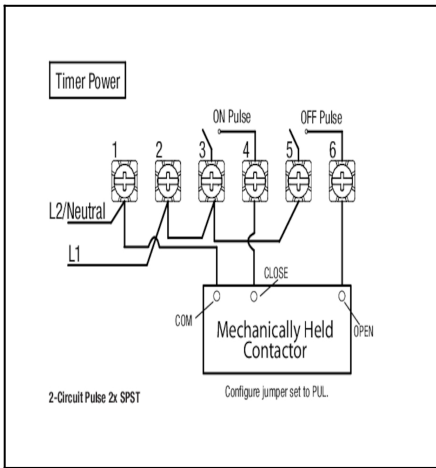 Timer Power
ON Pulse
OFF Pulse
1 2 3 4 5 6
L2/Neutral
L1
CLOSE
COM
OPEN
Mechanically Held
Contactor
2-Circuit Pulse 2x SPST
Configure jumper set to PUL.